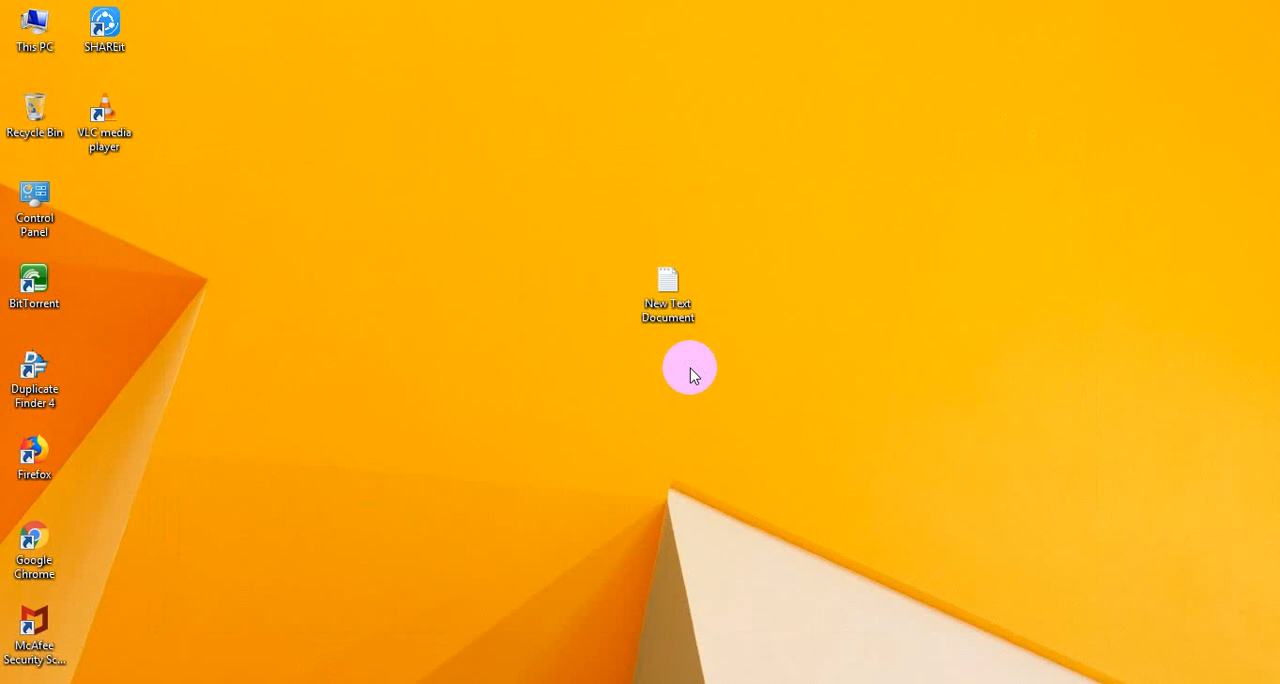 This PC
SHAREit
Recycle Bin
VLC media
player
Control
Panel
BitTorrent
New Text
Document
Duplicate
Finder 4
Firefox
Google
Chrome
McAfee
Security Sc...